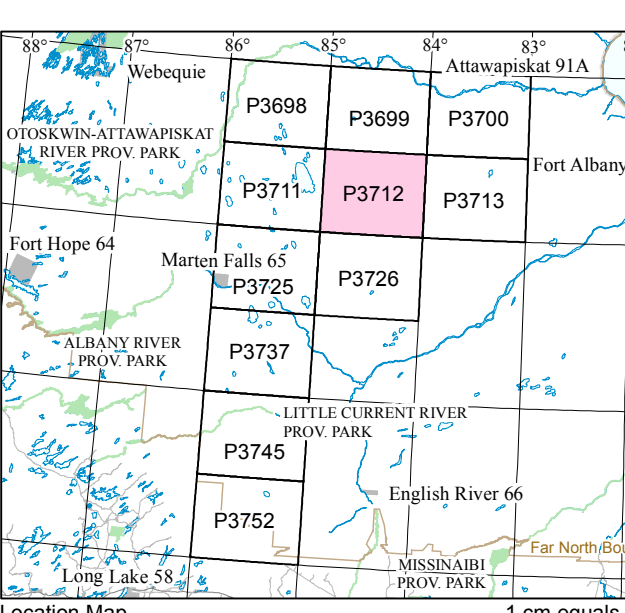 88°
87°
86°
85°
84°
83°
Webequie
Attawapiskat 91A
P3698
P3699
P3700
OTOSKWIN-ATTAWAPISKAT
RIVER PROV. PARK
Fort Albany
P3711
P3712
P3713
Fort Hope 64
Marten Falls 65
P3725
P3726
ALBANY RIVER
PROV. PARK
P3737
LITTLE CURRENT RIVER
PROV. PARK
P3745
English River 66
P3752
Far North Bou
MISSINAIBI
PROV. PARK
Long Lake 58
Location Map
1 cm equals